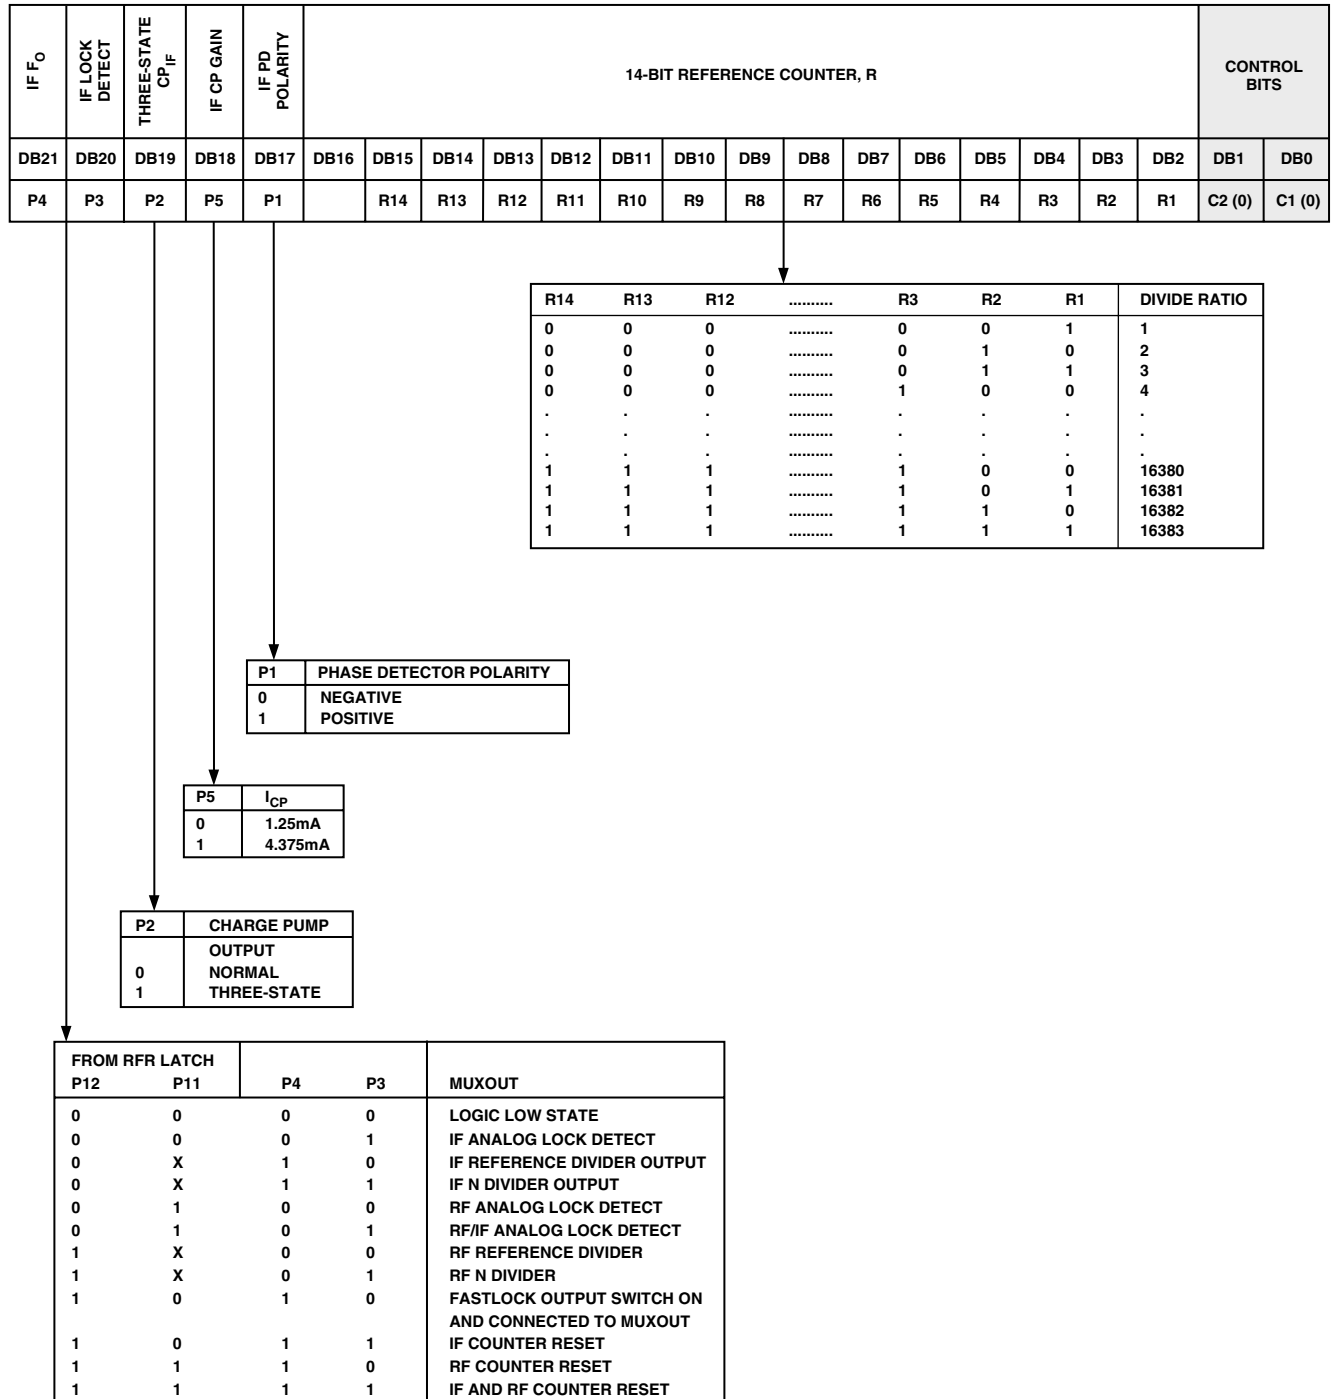 IF FO
IF LOCK DETECT
THREE-STATE CPIF
IF CP GAIN
IF PD POLARITY
14-BIT REFERENCE COUNTER, R
CONTROL BITS
DB21 DB20 DB19 DB18 DB17 DB16 DB15 DB14 DB13 DB12 DB11 DB10 DB9 DB8 DB7 DB6 DB5 DB4 DB3 DB2 DB1 DB0
P4 P3 P2 P5 P1 R14 R13 R12 R11 R10 R9 R8 R7 R6 R5 R4 R3 R2 R1 C2 (0) C1 (0)
R14 R13 R12 .......... R3 R2 R1 DIVIDE RATIO
0 0 0 .......... 0 0 1 1
0 0 0 .......... 0 1 0 2
0 0 0 .......... 0 1 1 3
0 0 0 .......... 1 0 0 4
. . . .......... . . . .
. . . .......... . . . .
. . . .......... . . . .
1 1 1 .......... 1 0 0 16380
1 1 1 .......... 1 0 1 16381
1 1 1 .......... 1 1 0 16382
1 1 1 .......... 1 1 1 16383
P1 PHASE DETECTOR POLARITY
0 NEGATIVE
1 POSITIVE
P5 ICP
0 1.25mA
1 4.375mA
P2 CHARGE PUMP
OUTPUT
0 NORMAL
1 THREE-STATE
FROM RFR LATCH
P12 P11 P4 P3 MUXOUT
0 0 0 0 LOGIC LOW STATE
0 0 0 1 IF ANALOG LOCK DETECT
0 X 1 0 IF REFERENCE DIVIDER OUTPUT
0 X 1 1 IF N DIVIDER OUTPUT
0 1 0 0 RF ANALOG LOCK DETECT
0 1 0 1 RF/IF ANALOG LOCK DETECT
1 X 0 0 RF REFERENCE DIVIDER
1 X 0 1 RF N DIVIDER
1 0 1 0 FASTLOCK OUTPUT SWITCH ON
AND CONNECTED TO MUXOUT
1 0 1 1 IF COUNTER RESET
1 1 1 0 RF COUNTER RESET
1 1 1 1 IF AND RF COUNTER RESET